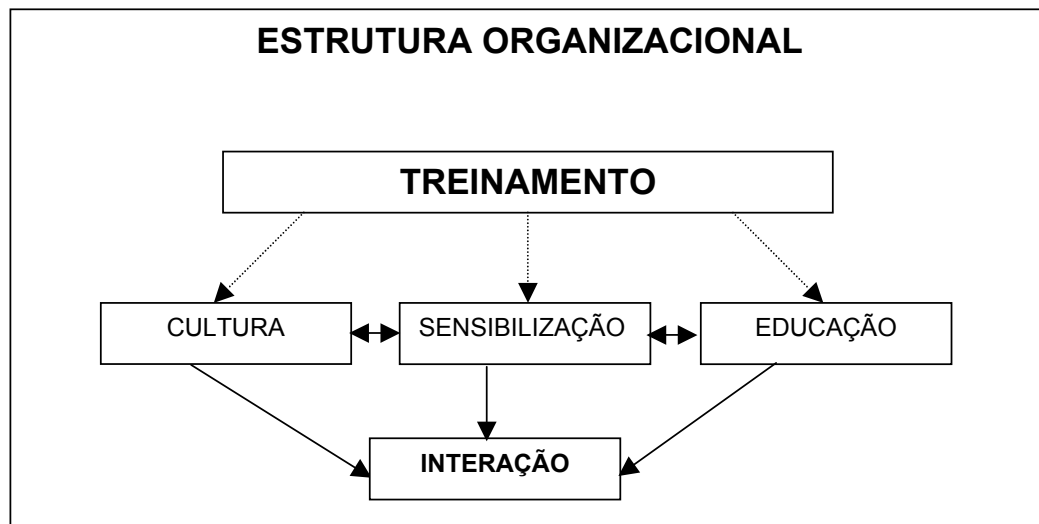 ESTRUTURA ORGANIZACIONAL
TREINAMENTO
CULTURA
SENSIBILIZAÇÃO
EDUCAÇÃO
INTERAÇÃO